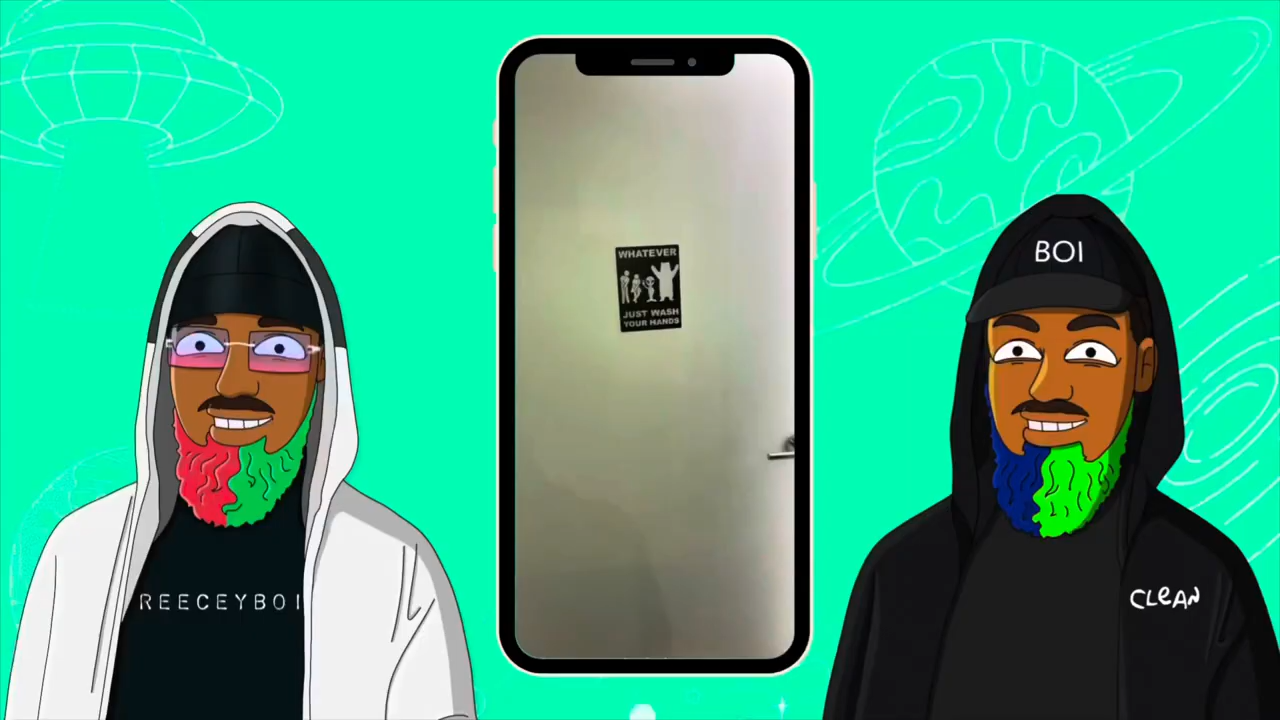 WHATEVER
JUST WASH
YOUR HANDS
BOI
REECEYBOI
CLEAN